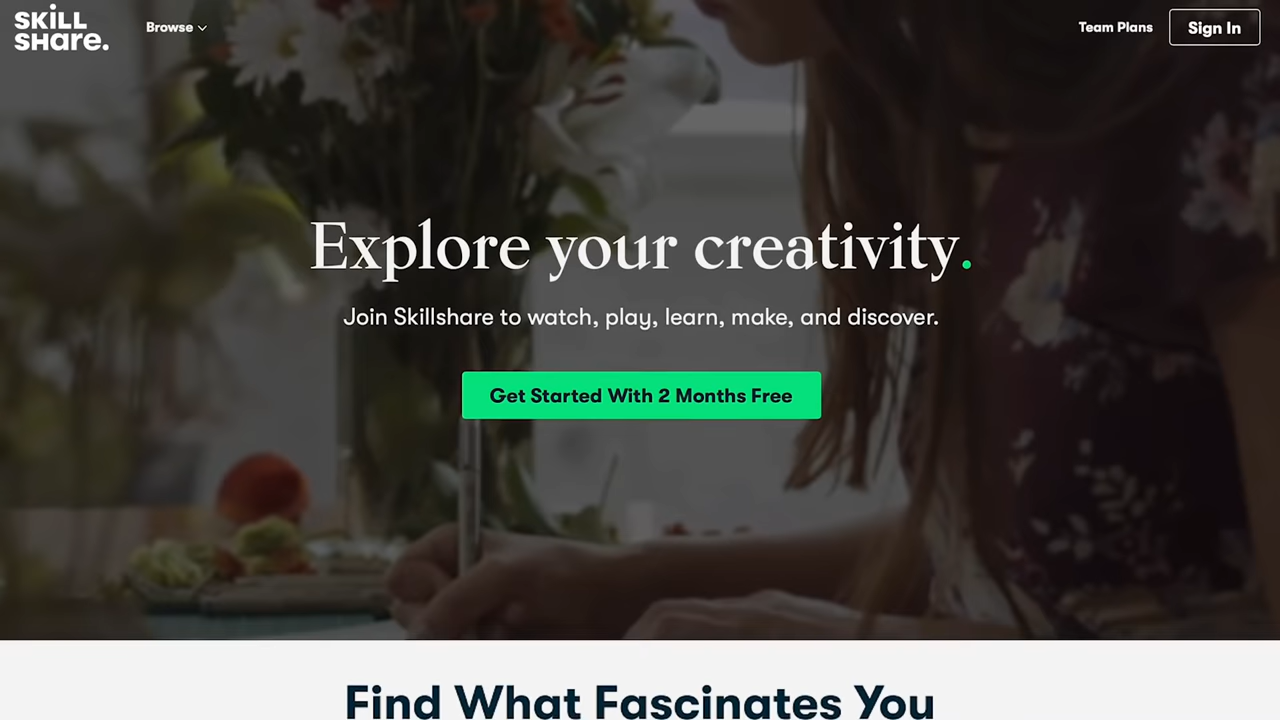 SKiLL
SHare.
Browse
Team Plans
Sign In
Explore your creativity.
Join Skillshare to watch, play, learn, make, and discover.
Get Started With 2 Months Free
Find What Fascinates You